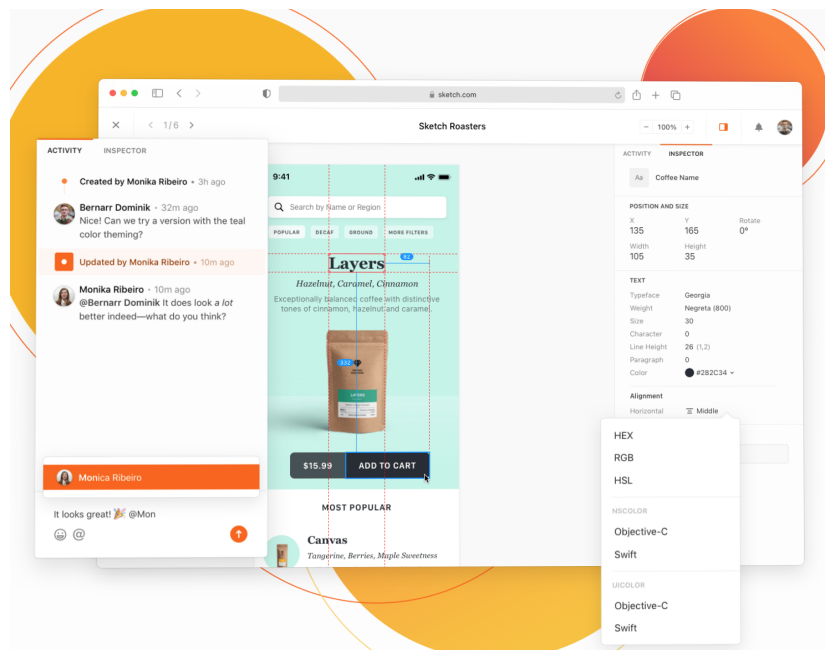 sketch.com
1/6
Sketch Roasters
100%
ACTIVITY
INSPECTOR
Created by Monika Ribeiro • 3h ago
Bernarr Dominik • 32m ago
Nice! Can we try a version with the teal
color theming?
Updated by Monika Ribeiro • 10m ago
Monika Ribeiro • 10m ago
@Bernarr Dominik It does look a lot
better indeed—what do you think?
Monica Ribeiro
It looks great! 🎉 @Mon
9:41
Search by Name or Region
POPULAR
DECAF
GROUND
MORE FILTERS
Layers
82
Hazelnut, Caramel, Cinnamon
Exceptionally balanced coffee with distinctive
tones of cinnamon, hazelnut and caramel.
332
LAYERS
$15.99
ADD TO CART
MOST POPULAR
Canvas
Tangerine, Berries, Maple Sweetness
ACTIVITY
INSPECTOR
Aa
Coffee Name
POSITION AND SIZE
X
Y
Rotate
135
165
0°
Width
Height
105
35
TEXT
Typeface Georgia
Weight Negreta (800)
Size 30
Character 0
Line Height 26 (1,2)
Paragraph 0
Color #282C34
Alignment
Horizontal Middle
HEX
RGB
HSL
NSCOLOR
Objective-C
Swift
UICOLOR
Objective-C
Swift